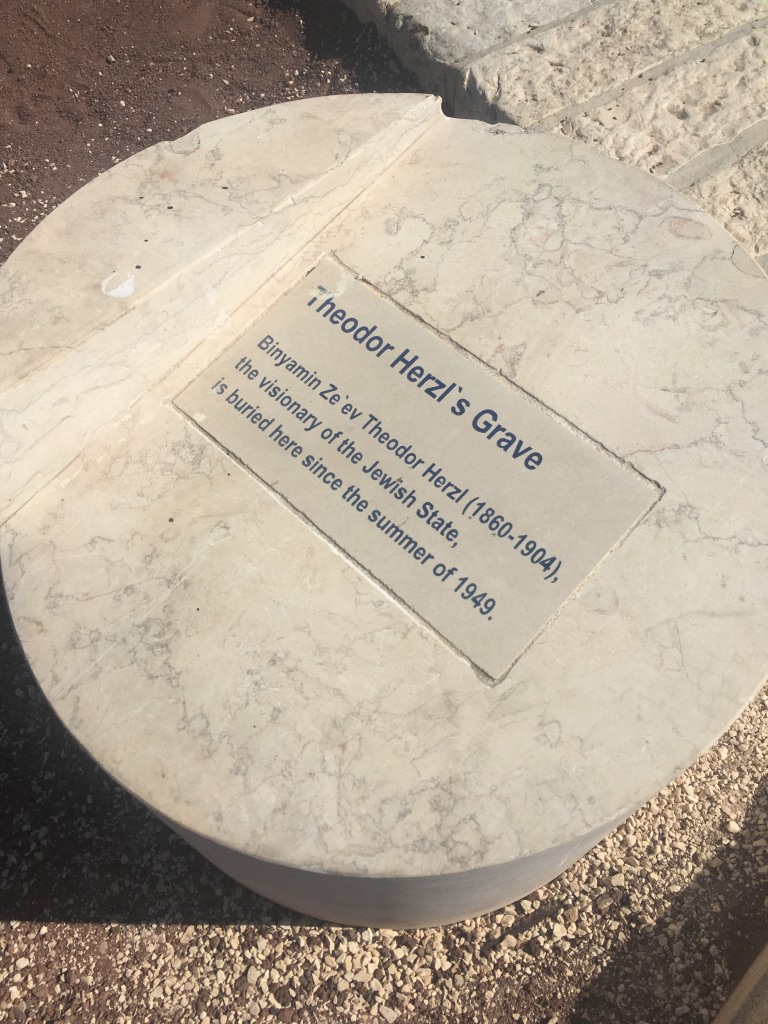 Theodor Herzl`s Grave
Binyamin Ze`ev Theodor Herzl (1860-1904),
the visionary of the Jewish State,
is buried here since the summer of 1949.